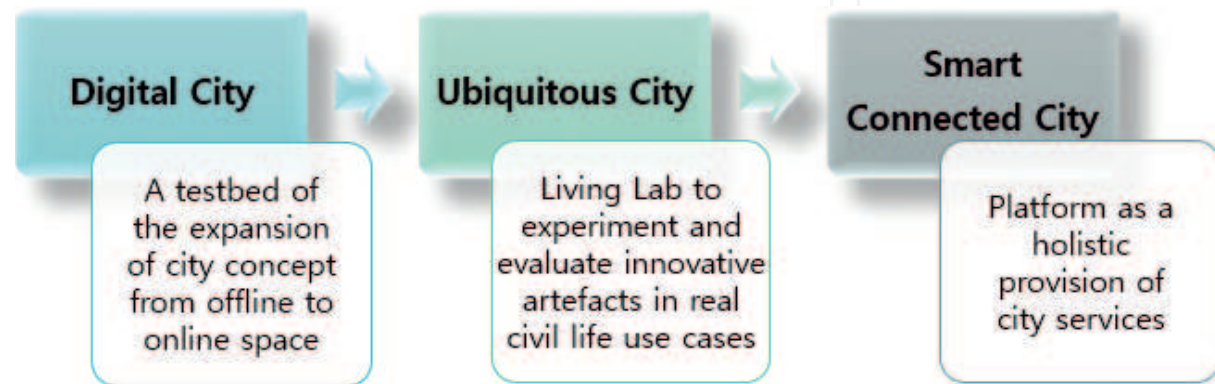 Digital City
A testbed of
the expansion
of city concept
from offline to
online space
Ubiquitous City
Living Lab to
experiment and
evaluate innovative
artefacts in real
civil life use cases
Smart
Connected City
Platform as a
holistic
provision of
city services